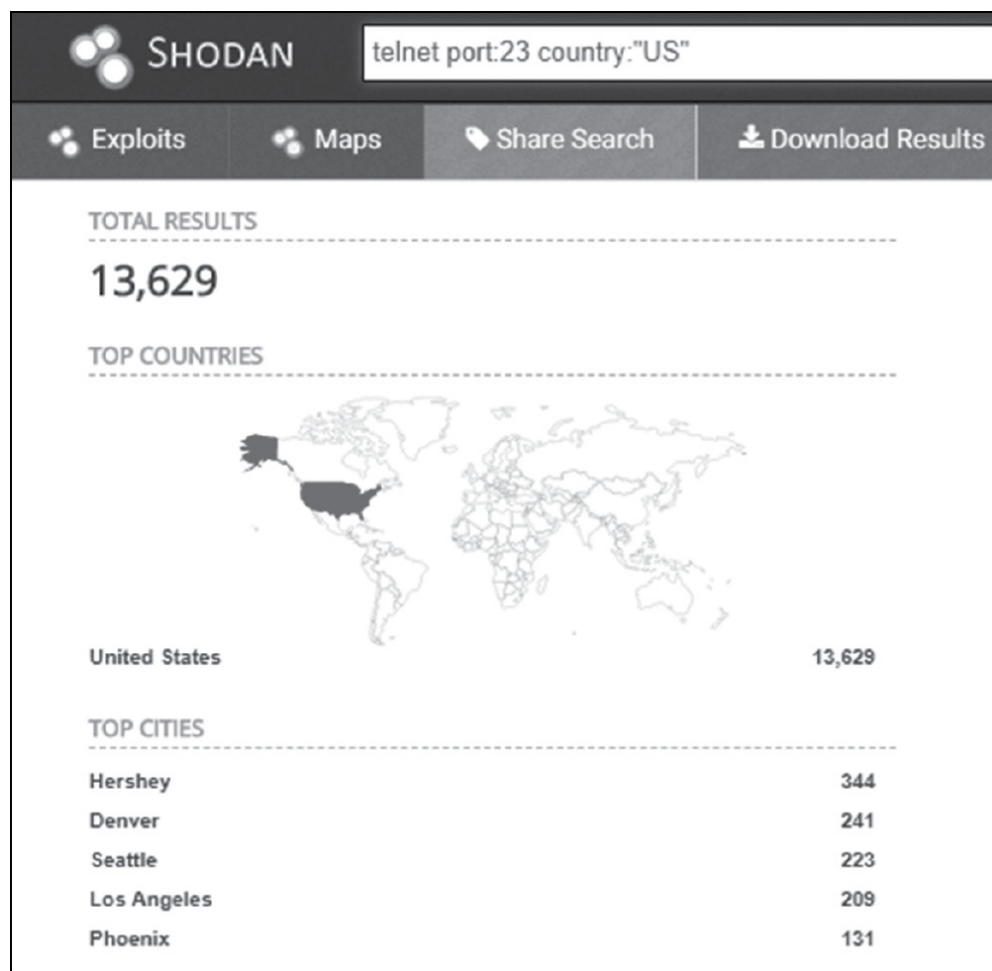 SHODAN telnet port:23 country:"US"
Exploits Maps Share Search Download Results
TOTAL RESULTS
13,629
TOP COUNTRIES
United States 13,629
TOP CITIES
Hershey 344
Denver 241
Seattle 223
Los Angeles 209
Phoenix 131